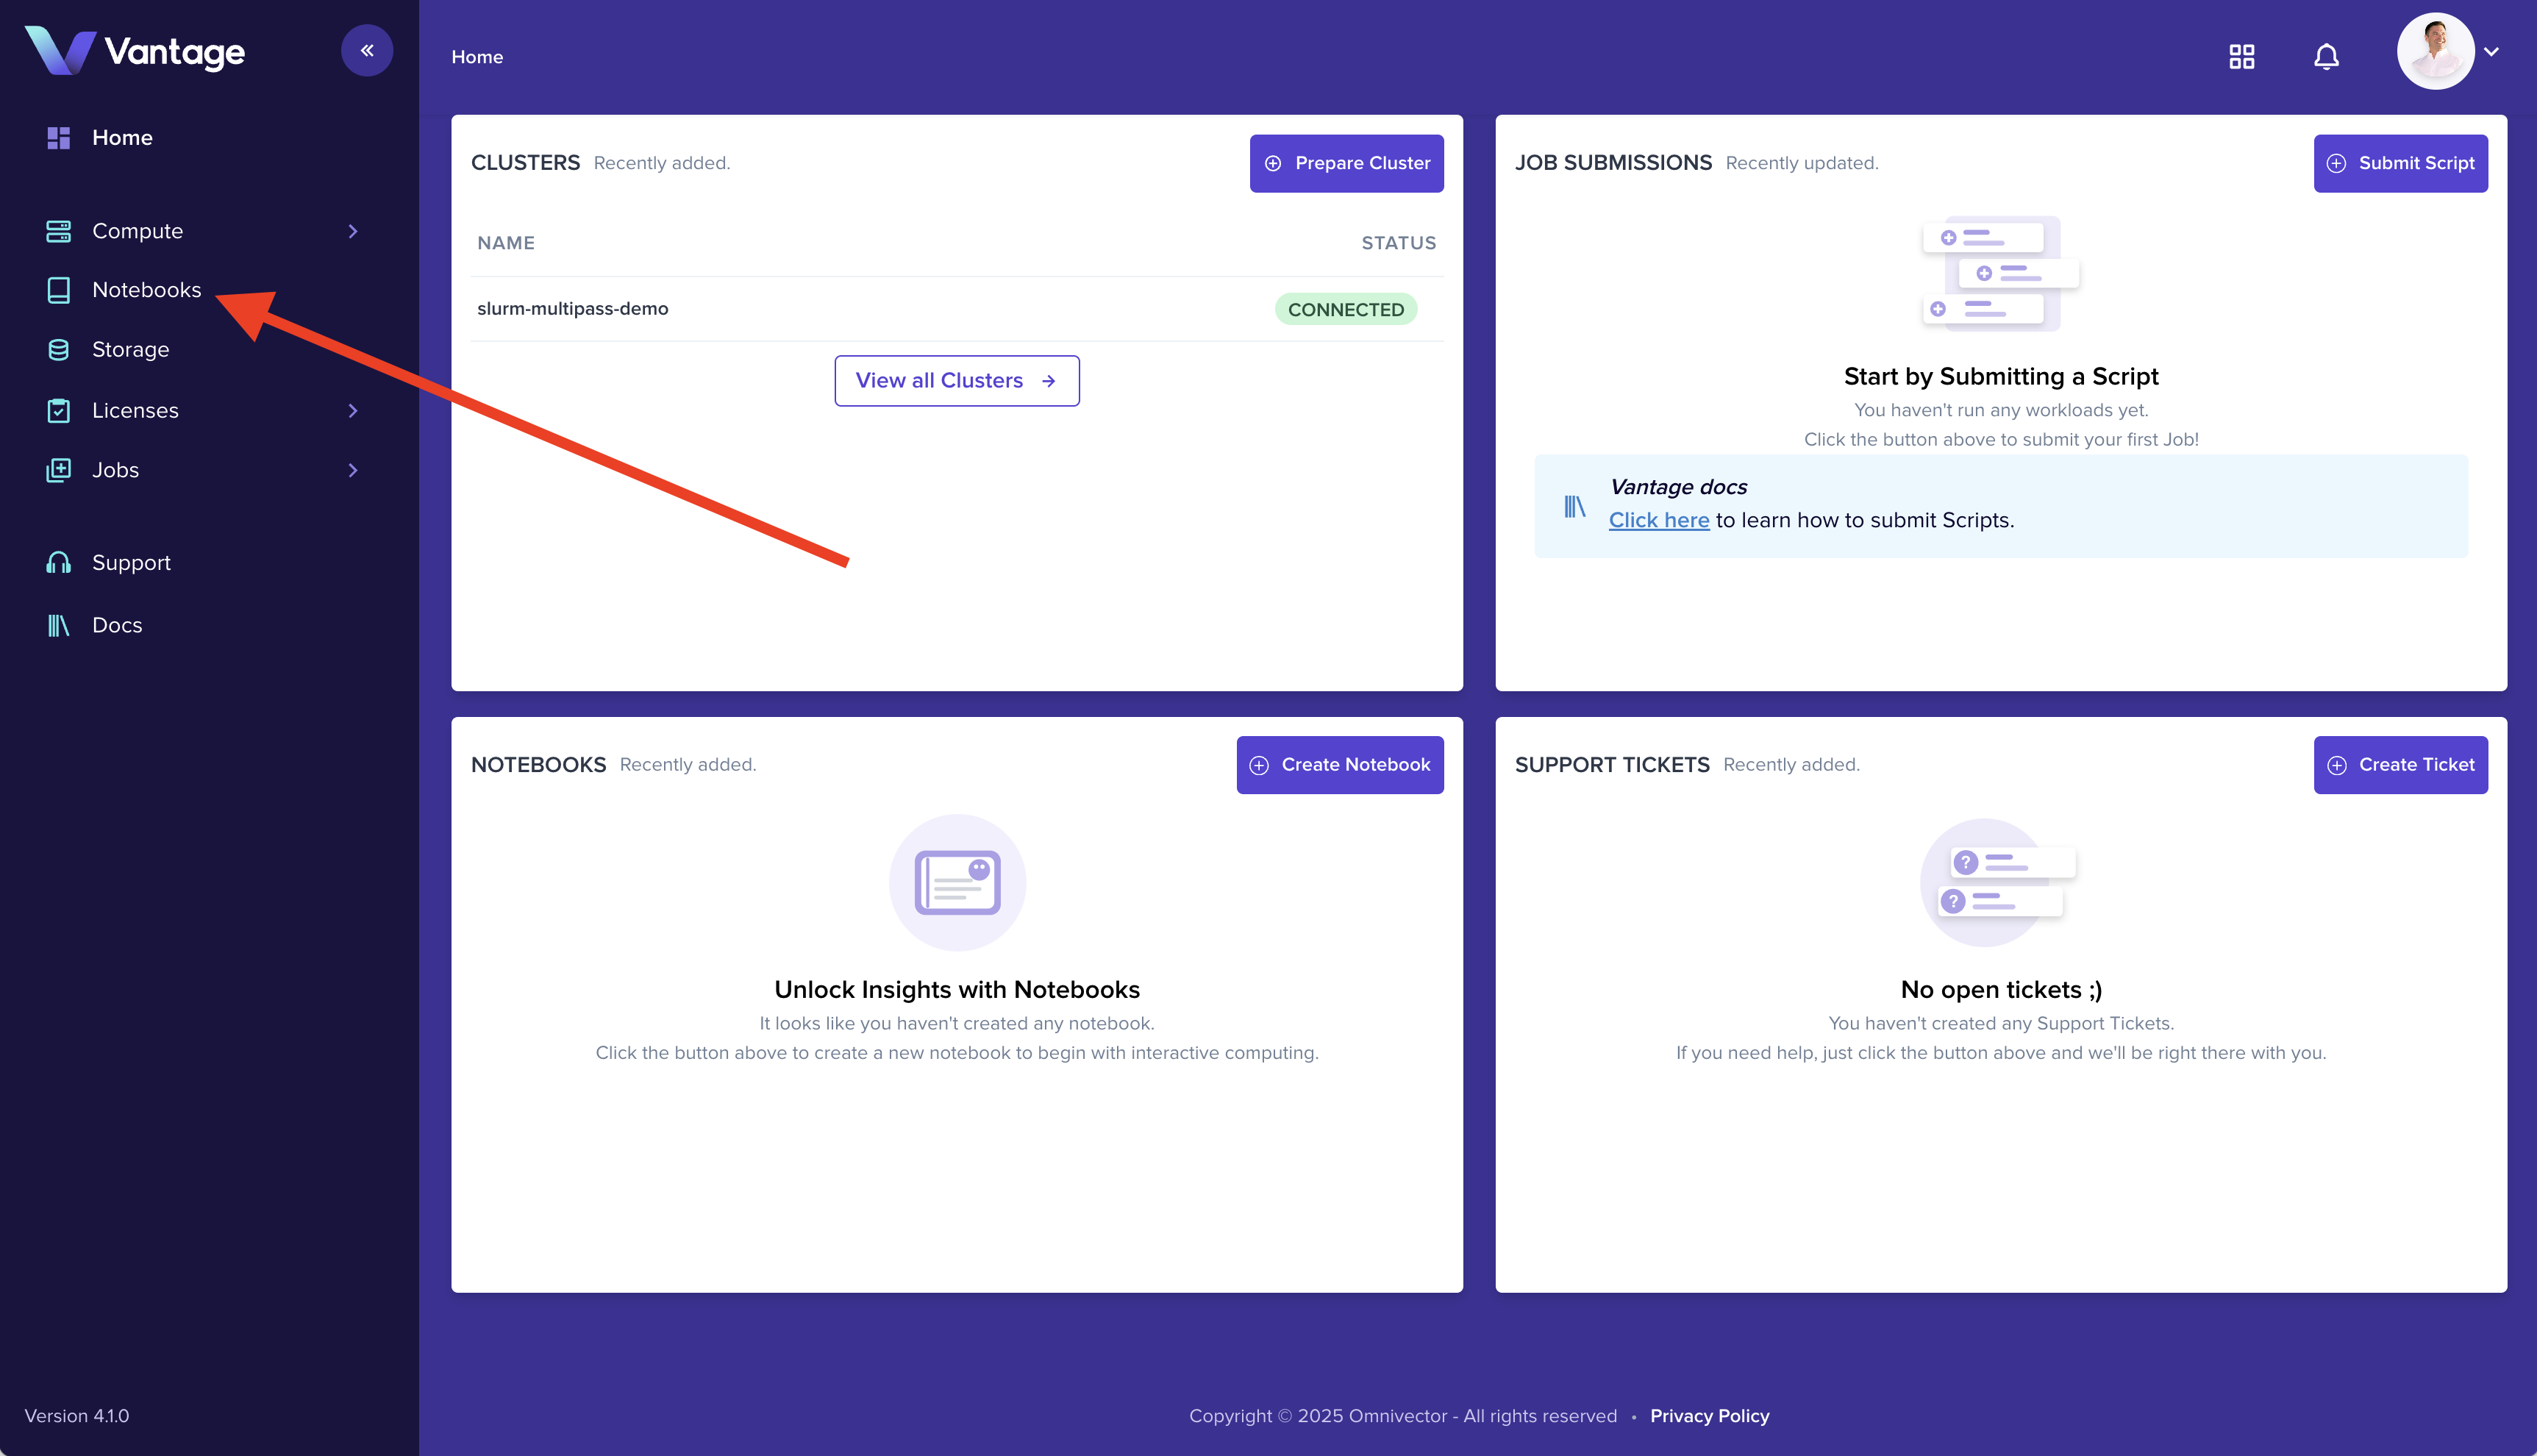 Vantage
Home
Compute
Notebooks
Storage
Licenses
Jobs
Support
Docs
Version 4.1.0
Home
CLUSTERS Recently added.
Prepare Cluster
NAME STATUS
slurm-multipass-demo CONNECTED
View all Clusters
JOB SUBMISSIONS Recently updated.
Submit Script
Start by Submitting a Script
You haven't run any workloads yet.
Click the button above to submit your first Job!
Vantage docs
Click here to learn how to submit Scripts.
NOTEBOOKS Recently added.
Create Notebook
Unlock Insights with Notebooks
It looks like you haven't created any notebook.
Click the button above to create a new notebook to begin with interactive computing.
SUPPORT TICKETS Recently added.
Create Ticket
?
?
No open tickets ;)
You haven't created any Support Tickets.
If you need help, just click the button above and we'll be right there with you.
Copyright © 2025 Omnivector - All rights reserved • Privacy Policy